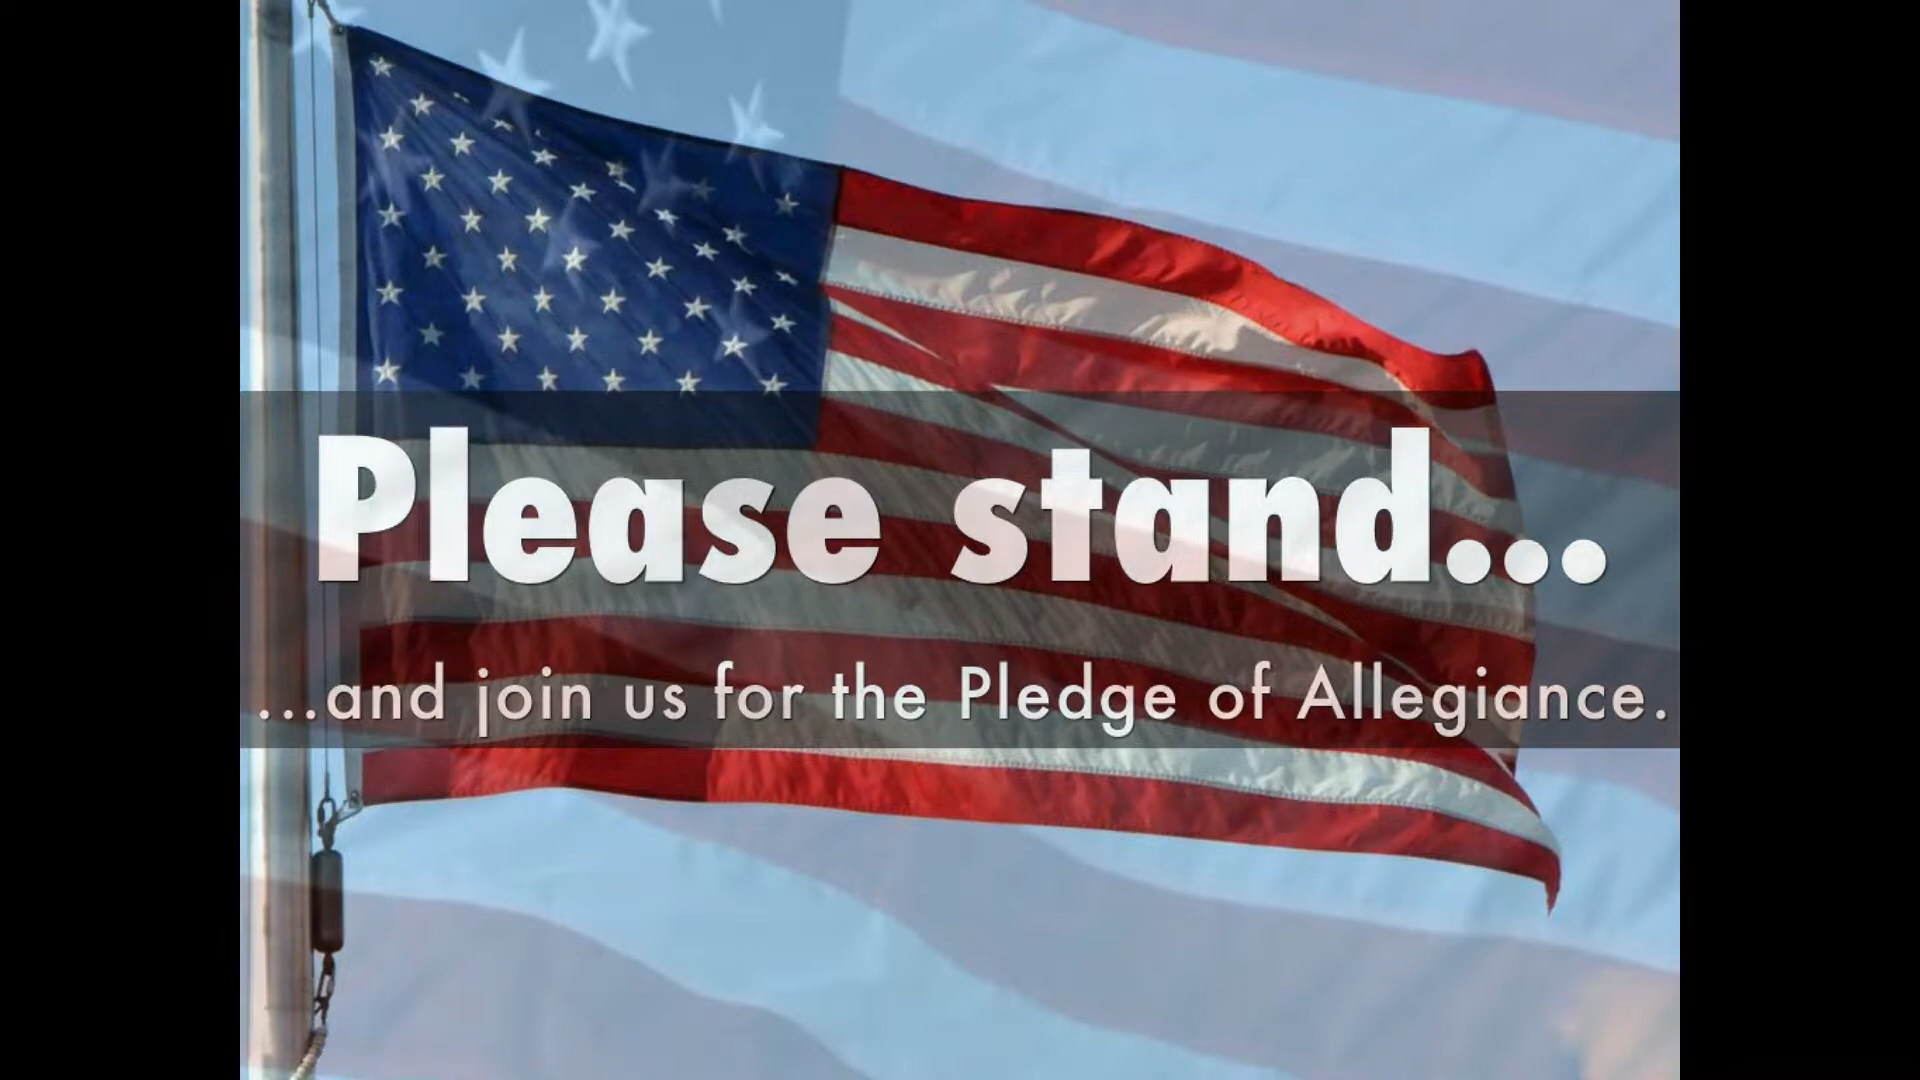 Please stand...
...and join us for the Pledge of Allegiance.